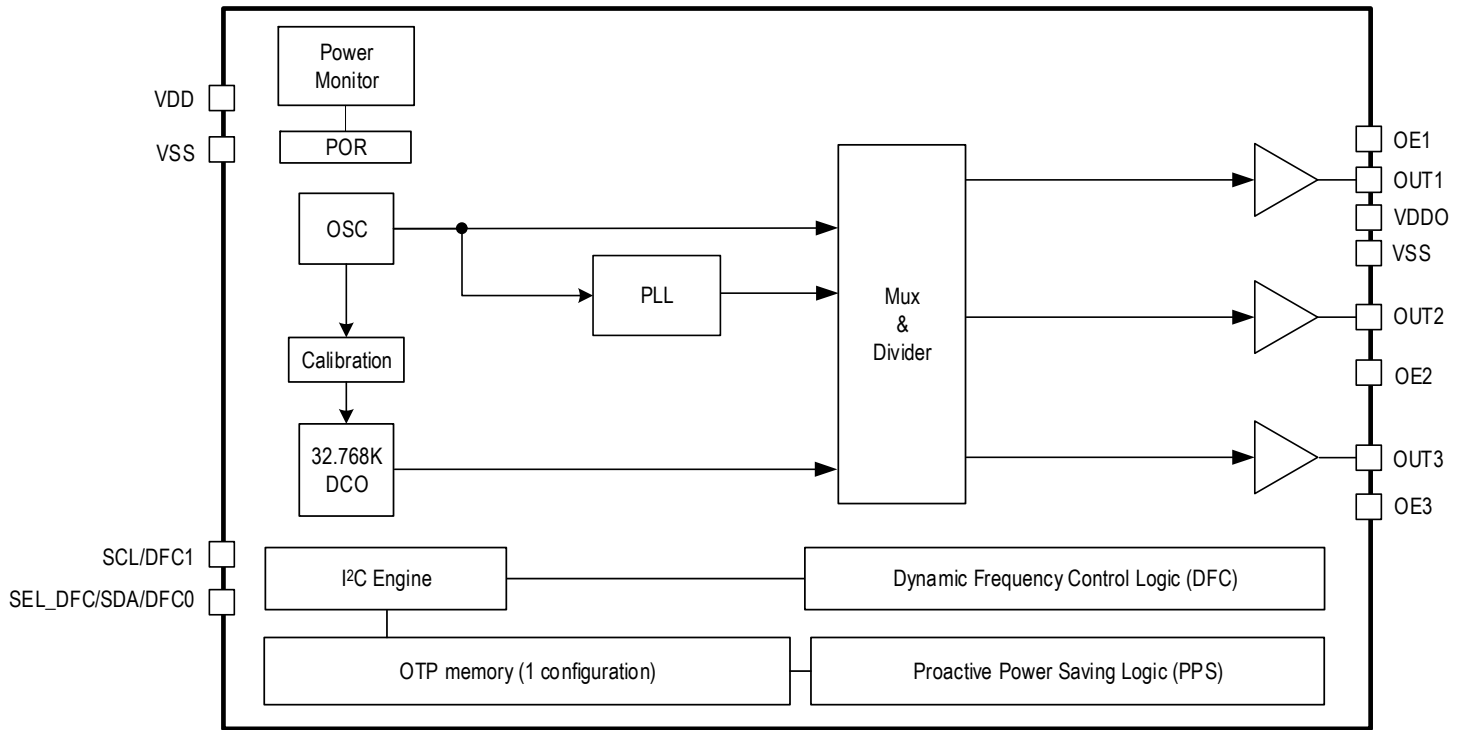 Power
Monitor
VDD
VSS
POR
OE1
OUT1
VDDO
VSS
OSC
PLL
Mux
&
Divider
OUT2
OE2
Calibration
32.768K
DCO
OUT3
OE3
SCL/DFC1
SEL_DFC/SDA/DFC0
I²C Engine
Dynamic Frequency Control Logic (DFC)
OTP memory (1 configuration)
Proactive Power Saving Logic (PPS)